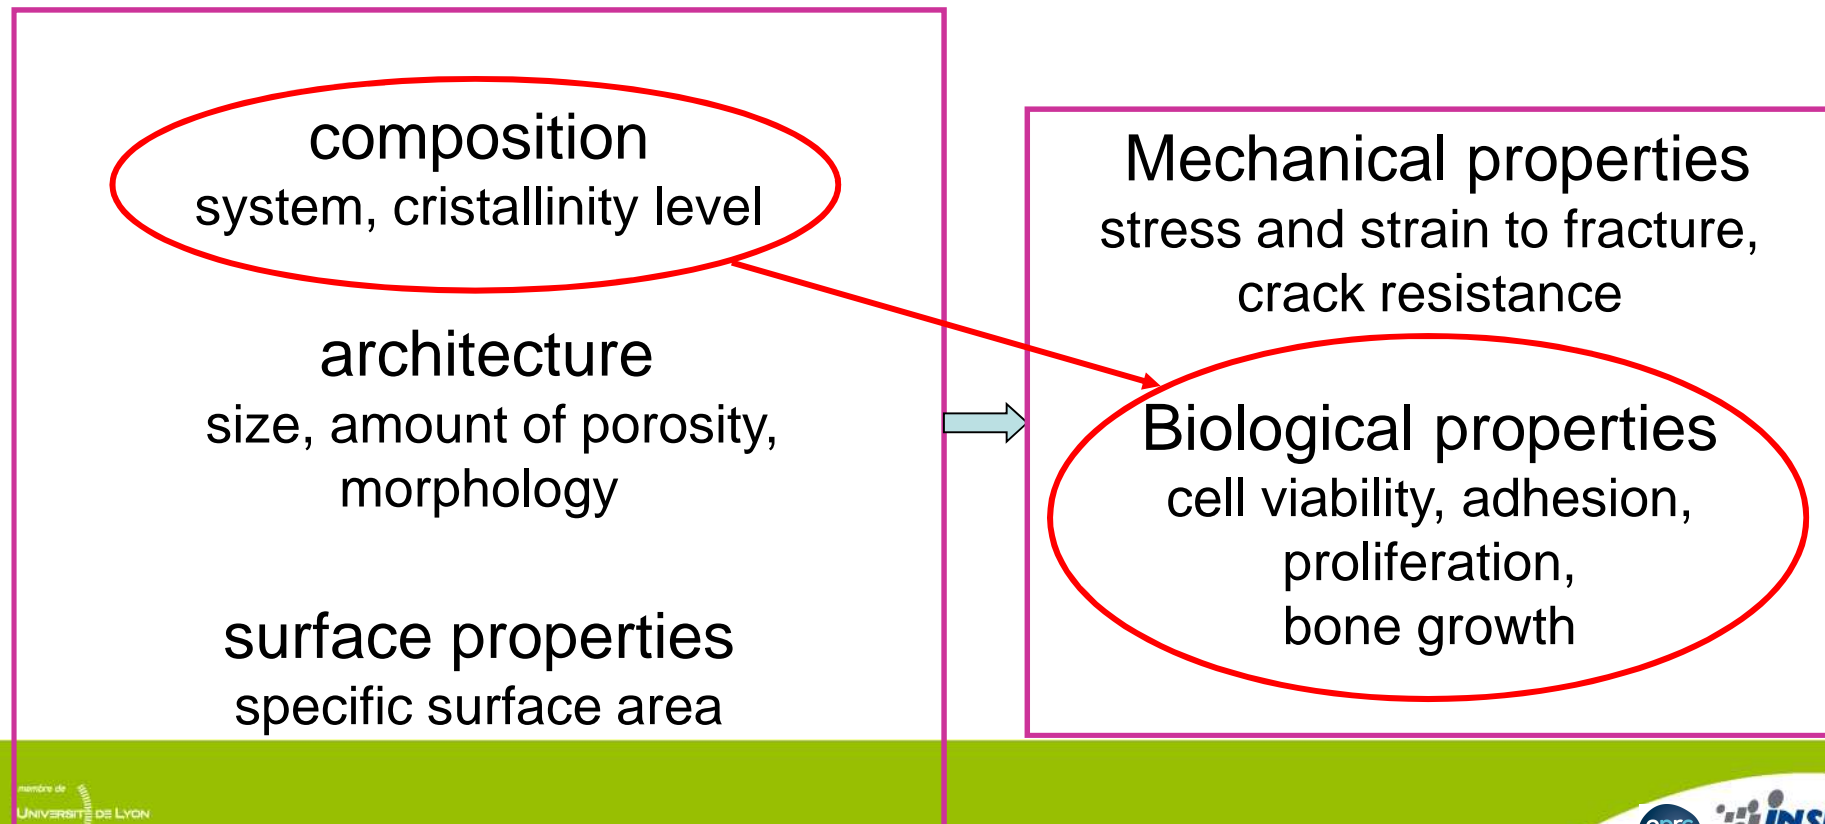 composition
system, cristallinity level
architecture
size, amount of porosity,
morphology
surface properties
specific surface area
Mechanical properties
stress and strain to fracture,
crack resistance
Biological properties
cell viability, adhesion,
proliferation,
bone growth
membre de
UNIVERSITÉ DE LYON